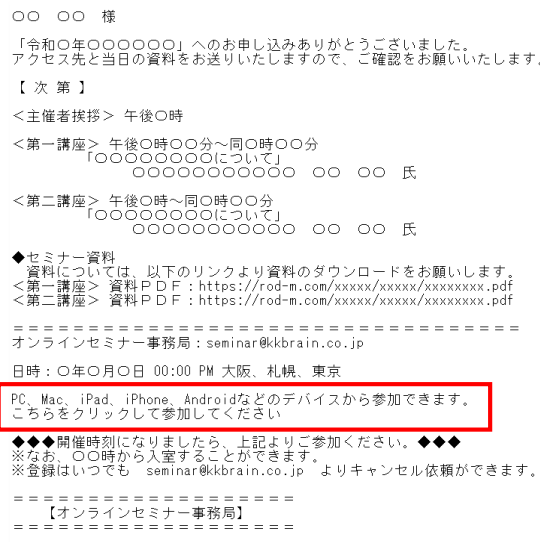 ○○　○○　様
「令和○年○○○○○○」へのお申し込みありがとうございました。
アクセス先と当日の資料をお送りいたしますので、ご確認をお願いいたします。
【 次 第 】
＜主催者挨拶＞ 午後○時
＜第一講座＞ 午後○時○○分～同○時○○分
「○○○○○○○○について」
○○○○○○○○○○○　○○　○○　氏
＜第二講座＞ 午後○時～同○時○○分
「○○○○○○○○について」
○○○○○○○○○○○　○○　○○　氏
◆セミナー資料
資料については、以下のリンクより資料のダウンロードをお願いします。
＜第一講座＞ 資料ＰＤＦ：https://rod-m.com/xxxxx/xxxxx/xxxxxxxx.pdf
＜第二講座＞ 資料ＰＤＦ：https://rod-m.com/xxxxx/xxxxx/xxxxxxxx.pdf
＝＝＝＝＝＝＝＝＝＝＝＝＝＝＝＝＝＝＝＝＝＝＝＝＝＝＝
オンラインセミナー事務局：seminar@kkbrain.co.jp
日時：○年○月○日 00:00 PM 大阪、札幌、東京
PC、Mac、iPad、iPhone、Androidなどのデバイスから参加できます。
こちらをクリックして参加してください
◆◆◆開催時刻になりましたら、上記よりご参加ください。◆◆◆
※なお、○○時から入室することができます。
※登録はいつでも　seminar@kkbrain.co.jp　よりキャンセル依頼ができます。
＝＝＝＝＝＝＝＝＝＝＝＝＝＝＝
【オンラインセミナー事務局】
＝＝＝＝＝＝＝＝＝＝＝＝＝＝＝